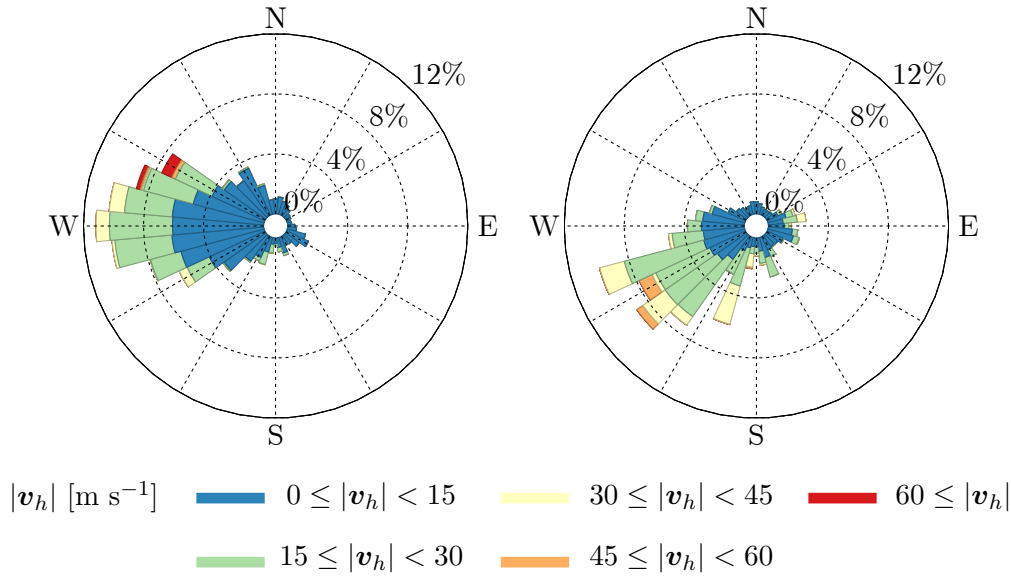 N N
12% 12%
8% 8%
4% 4%
0% 0%
W E W E
S S
|v_h| [m s⁻¹] 0 ≤ |v_h| < 15 30 ≤ |v_h| < 45 60 ≤ |v_h|
15 ≤ |v_h| < 30 45 ≤ |v_h| < 60